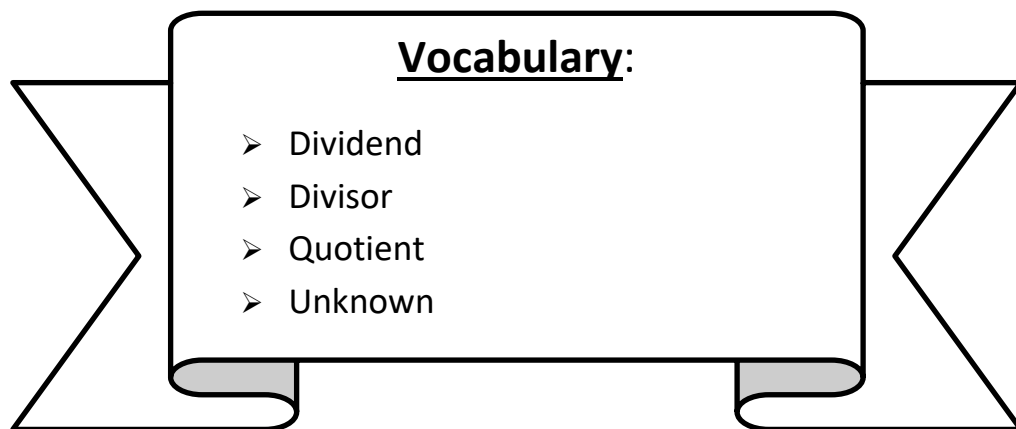 Vocabulary:
➢ Dividend
➢ Divisor
➢ Quotient
➢ Unknown